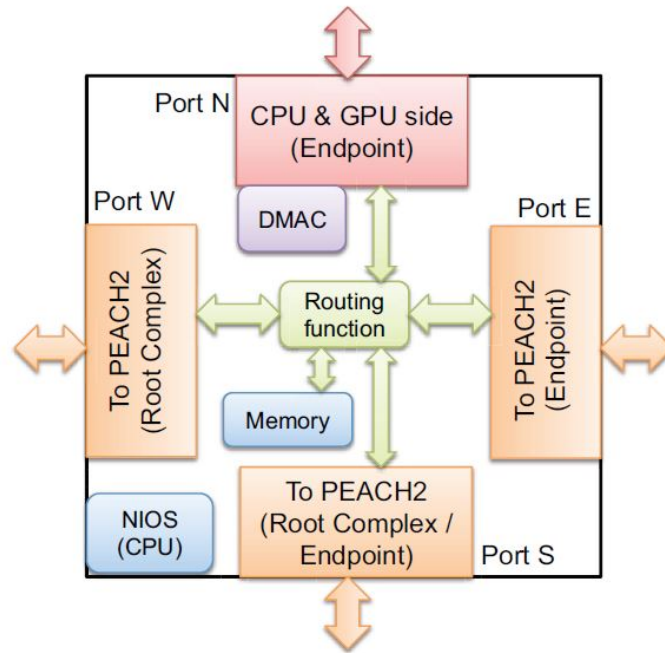 Port N
CPU & GPU side
(Endpoint)
DMAC
Port W
Port E
To PEACH2
(Root Complex)
Routing
function
To PEACH2
(Endpoint)
Memory
NIOS
(CPU)
To PEACH2
(Root Complex /
Endpoint)
Port S